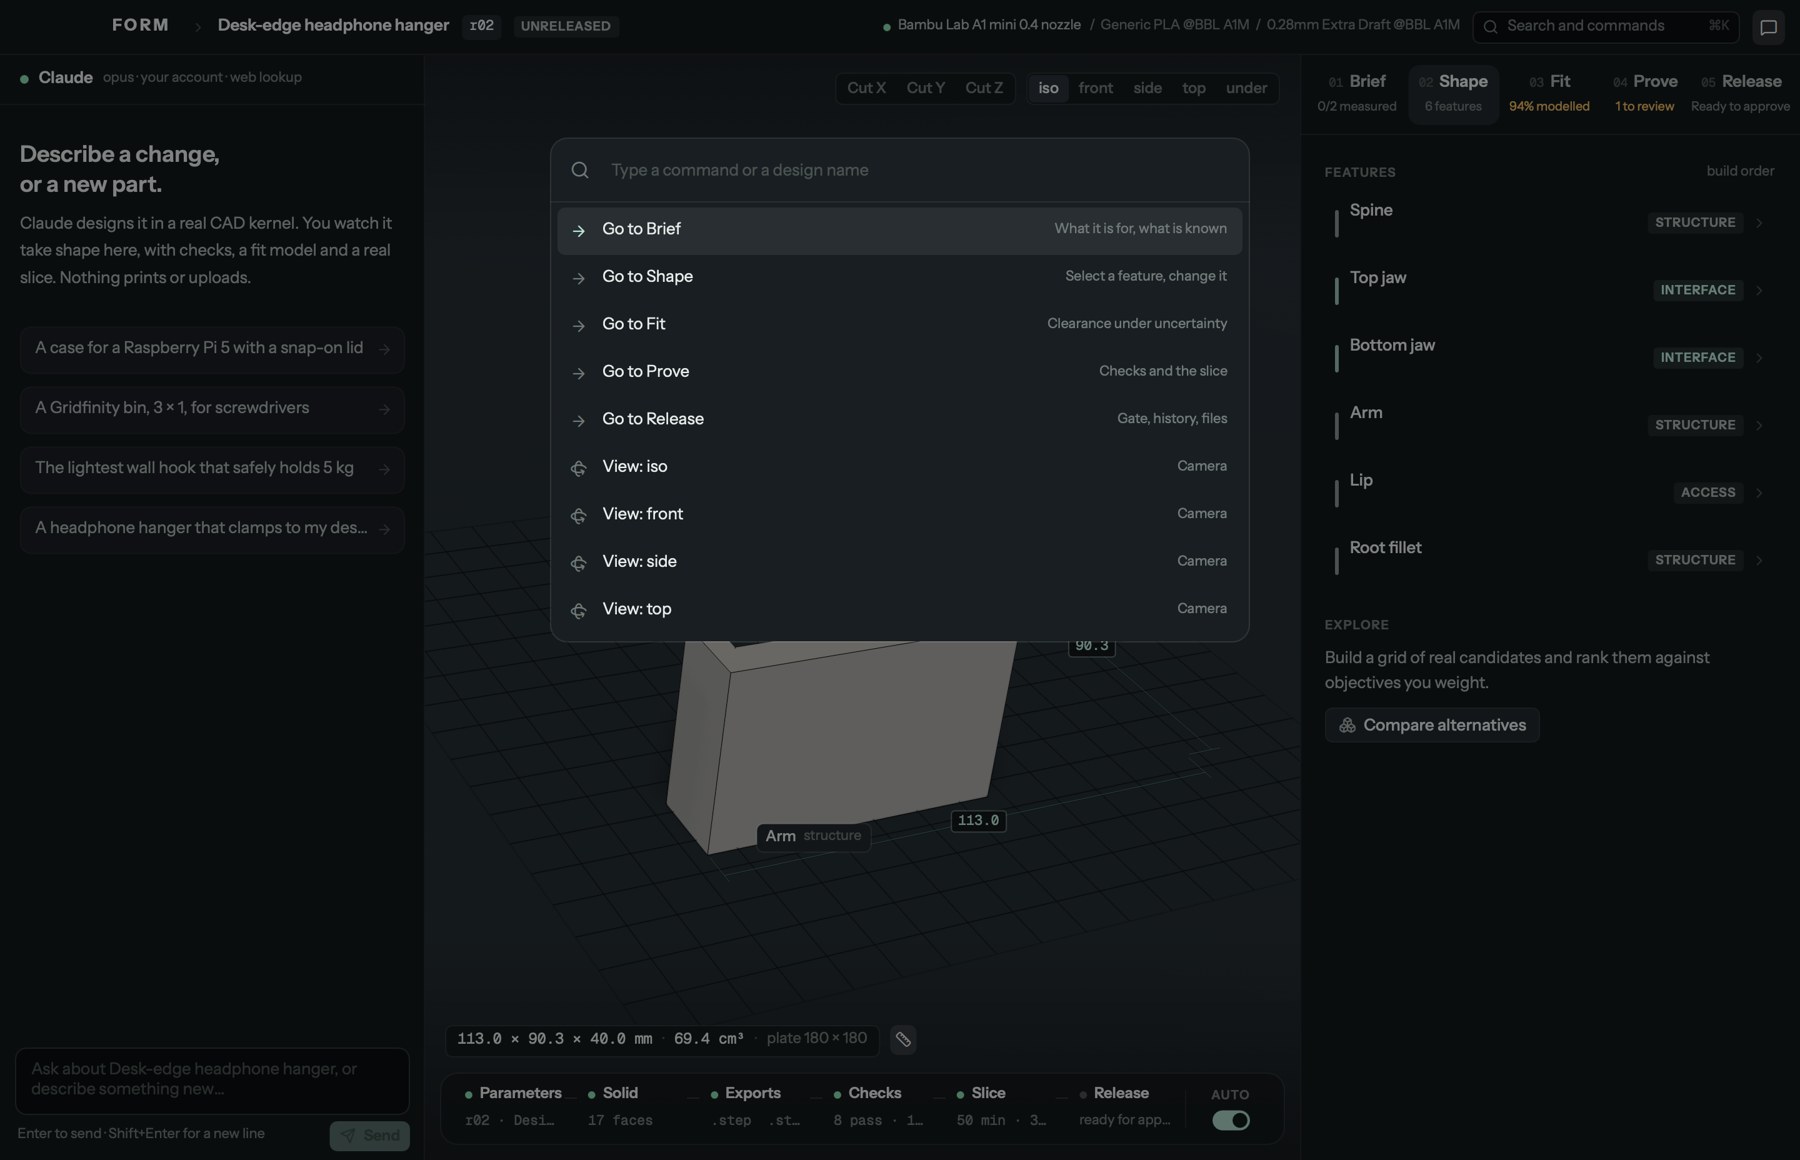 FORM › Desk-edge headphone hanger r02 UNRELEASED
Bambu Lab A1 mini 0.4 nozzle / Generic PLA @BBL A1M / 0.28mm Extra Draft @BBL A1M
Search and commands ⌘K
Claude opus · your account · web lookup
Describe a change,
or a new part.
Claude designs it in a real CAD kernel. You watch it
take shape here, with checks, a fit model and a real
slice. Nothing prints or uploads.
A case for a Raspberry Pi 5 with a snap-on lid
A Gridfinity bin, 3 × 1, for screwdrivers
The lightest wall hook that safely holds 5 kg
A headphone hanger that clamps to my des...
Ask about Desk-edge headphone hanger, or
describe something new...
Enter to send · Shift+Enter for a new line
Send
Cut X Cut Y Cut Z
iso front side top under
Type a command or a design name
Go to Brief What it is for, what is known
Go to Shape Select a feature, change it
Go to Fit Clearance under uncertainty
Go to Prove Checks and the slice
Go to Release Gate, history, files
View: iso Camera
View: front Camera
View: side Camera
View: top Camera
90.3
113.0
Arm structure
113.0 × 90.3 × 40.0 mm · 69.4 cm³ · plate 180 × 180
Parameters Solid Exports Checks Slice Release AUTO
r02 · Desi… 17 faces .step .st… 8 pass · 1… 50 min · 3… ready for app…
01 Brief 02 Shape 03 Fit 04 Prove 05 Release
0/2 measured 6 features 94% modelled 1 to review Ready to approve
FEATURES build order
Spine STRUCTURE
Top jaw INTERFACE
Bottom jaw INTERFACE
Arm STRUCTURE
Lip ACCESS
Root fillet STRUCTURE
EXPLORE
Build a grid of real candidates and rank them against
objectives you weight.
Compare alternatives